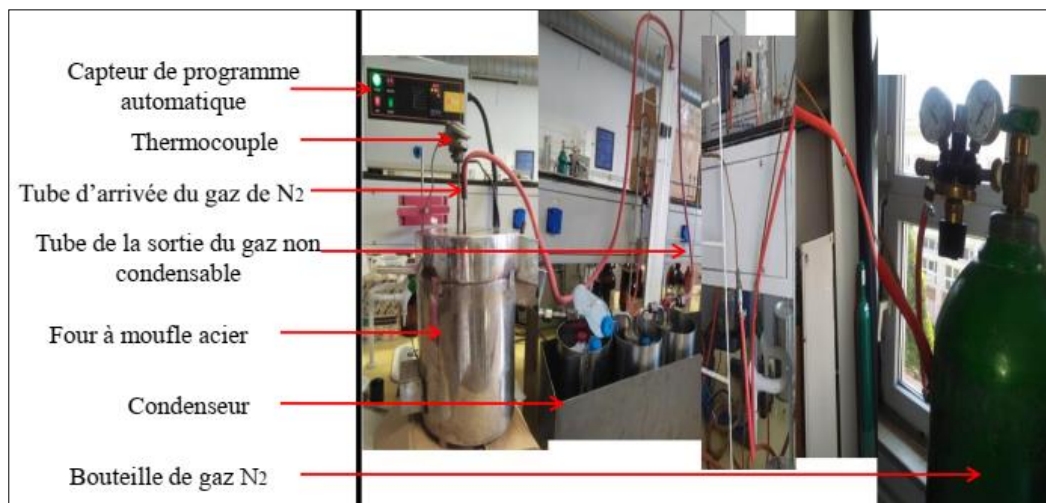 Capteur de programme
automatique
Thermocouple
Tube d'arrivée du gaz de N2
Tube de la sortie du gaz non
condensable
Four à moufle acier
Condenseur
Bouteille de gaz N2